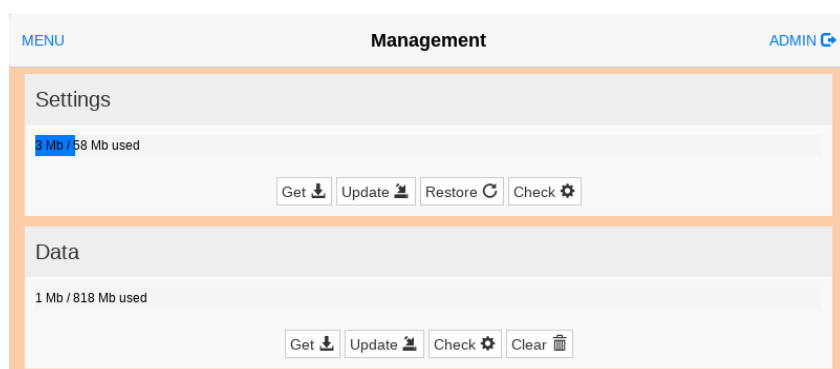 MENU Management ADMIN
Settings
3 Mb / 58 Mb used
Get Update Restore Check
Data
1 Mb / 818 Mb used
Get Update Check Clear